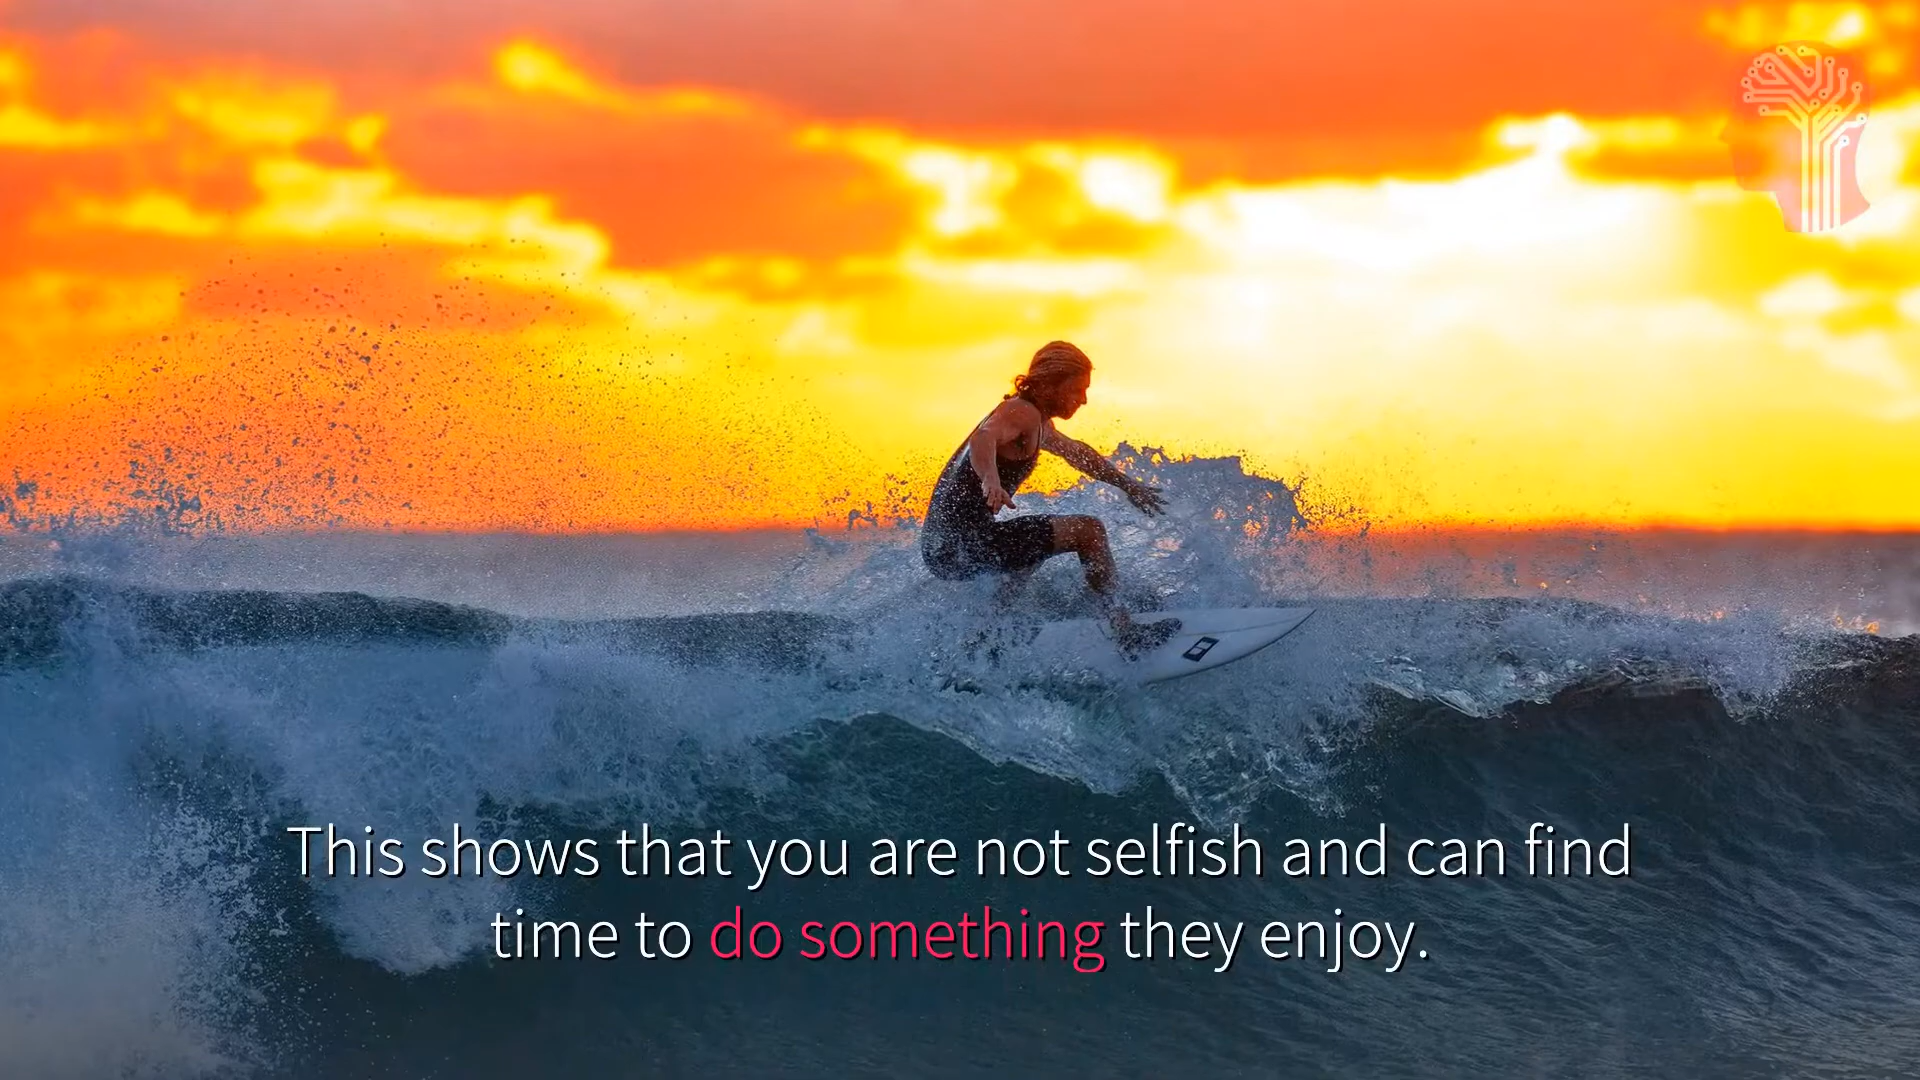 This shows that you are not selfish and can find
time to do something they enjoy.